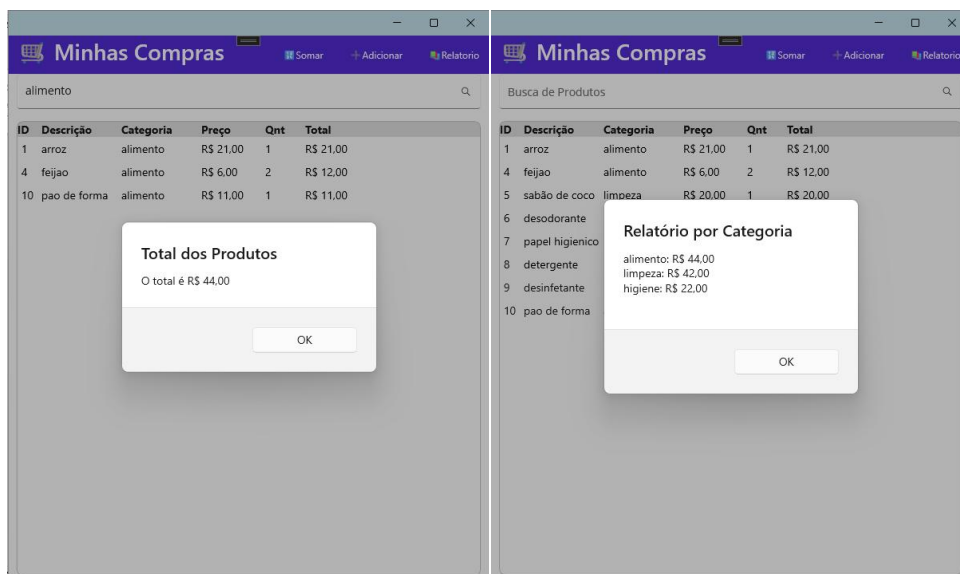 Minhas Compras
Somar
Adicionar
Relatorio
alimento
ID Descrição Categoria Preço Qnt Total
1 arroz alimento R$ 21,00 1 R$ 21,00
4 feijao alimento R$ 6,00 2 R$ 12,00
10 pao de forma alimento R$ 11,00 1 R$ 11,00
Total dos Produtos
O total é R$ 44,00
OK
Minhas Compras
Somar
Adicionar
Relatorio
Busca de Produtos
ID Descrição Categoria Preço Qnt Total
1 arroz alimento R$ 21,00 1 R$ 21,00
4 feijao alimento R$ 6,00 2 R$ 12,00
5 sabão de coco limpeza R$ 20,00 1 R$ 20,00
6 desodorante
7 papel higienico
8 detergente
9 desinfetante
10 pao de forma
Relatório por Categoria
alimento: R$ 44,00
limpeza: R$ 42,00
higiene: R$ 22,00
OK